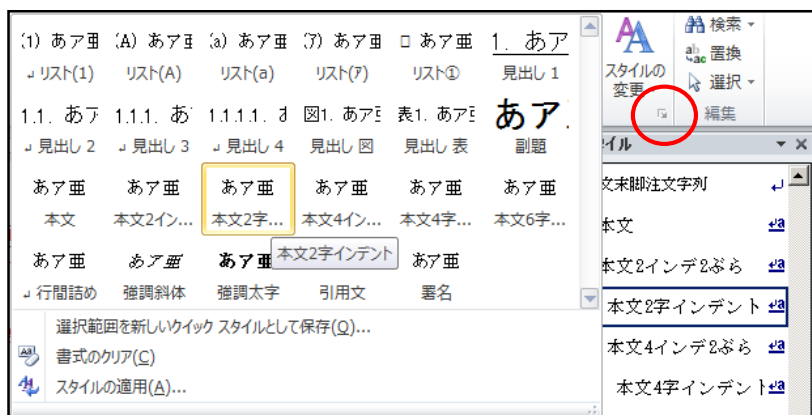 (1) あア亜 (A) あア亜 (a) あア亜 (ｱ) あア亜 □ あア亜 1. あア
リスト(1) リスト(A) リスト(a) リスト(ｱ) リスト① 見出し 1
1.1. あア 1.1.1. あ 1.1.1.1. あ 図1. あア亜 表1. あア亜 あア.
見出し 2 見出し 3 見出し 4 見出し 図 見出し 表 副題
あア亜 あア亜 あア亜 あア亜 あア亜 あア亜
本文 本文2イン... 本文2字... 本文4イン... 本文4字... 本文6字...
本文2字インデント
あア亜 あア亜 あア亜 あア亜
行間詰め 強調斜体 強調太字 引用文 署名
選択範囲を新しいクイック スタイルとして保存(Q)...
書式のクリア(C)
スタイルの適用(A)...
A
スタイルの
変更
検索
置換
選択
編集
イル
文末脚注文字列
本文
本文2インデ2ぶら
本文2字インデント
本文4インデ2ぶら
本文4字インデント